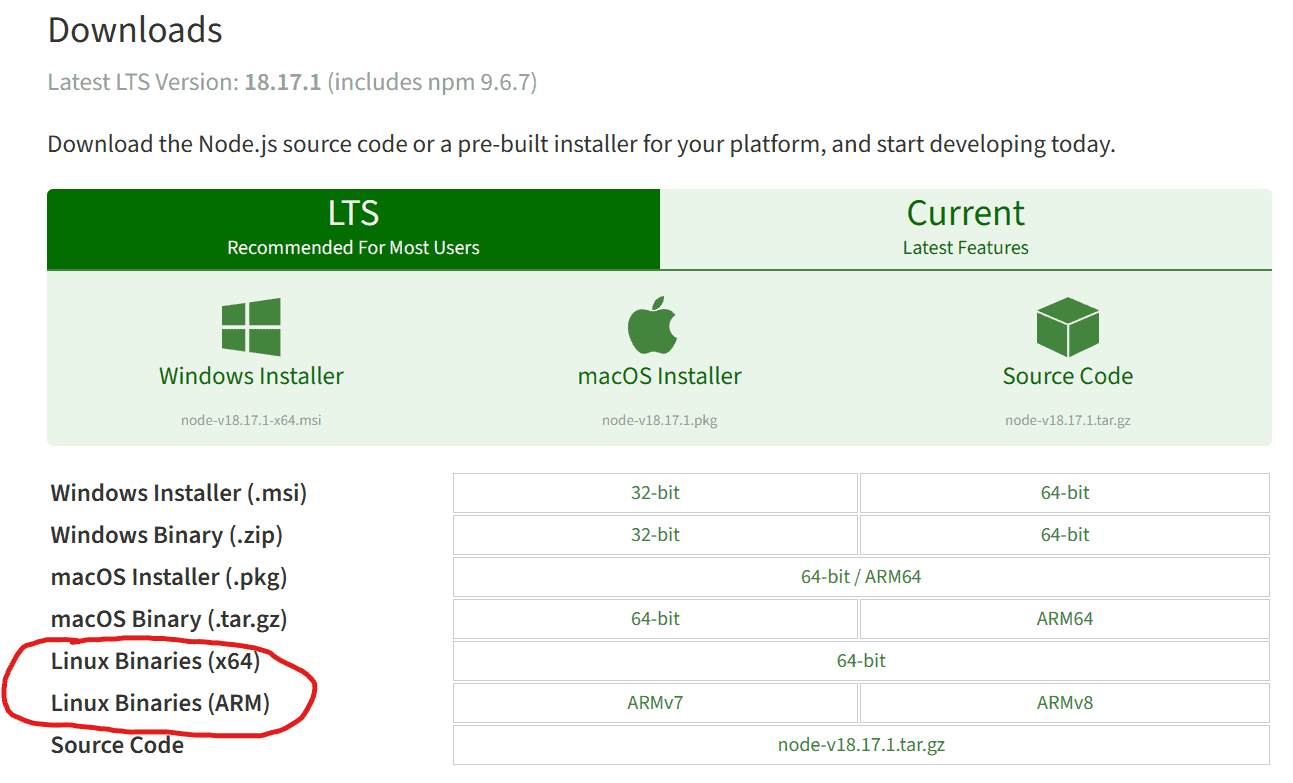 Downloads
Latest LTS Version: 18.17.1 (includes npm 9.6.7)
Download the Node.js source code or a pre-built installer for your platform, and start developing today.
LTS
Recommended For Most Users
Current
Latest Features
Windows Installer
node-v18.17.1-x64.msi
macOS Installer
node-v18.17.1.pkg
Source Code
node-v18.17.1.tar.gz
Windows Installer (.msi) 32-bit 64-bit
Windows Binary (.zip) 32-bit 64-bit
macOS Installer (.pkg) 64-bit / ARM64
macOS Binary (.tar.gz) 64-bit ARM64
Linux Binaries (x64) 64-bit
Linux Binaries (ARM) ARMv7 ARMv8
Source Code node-v18.17.1.tar.gz